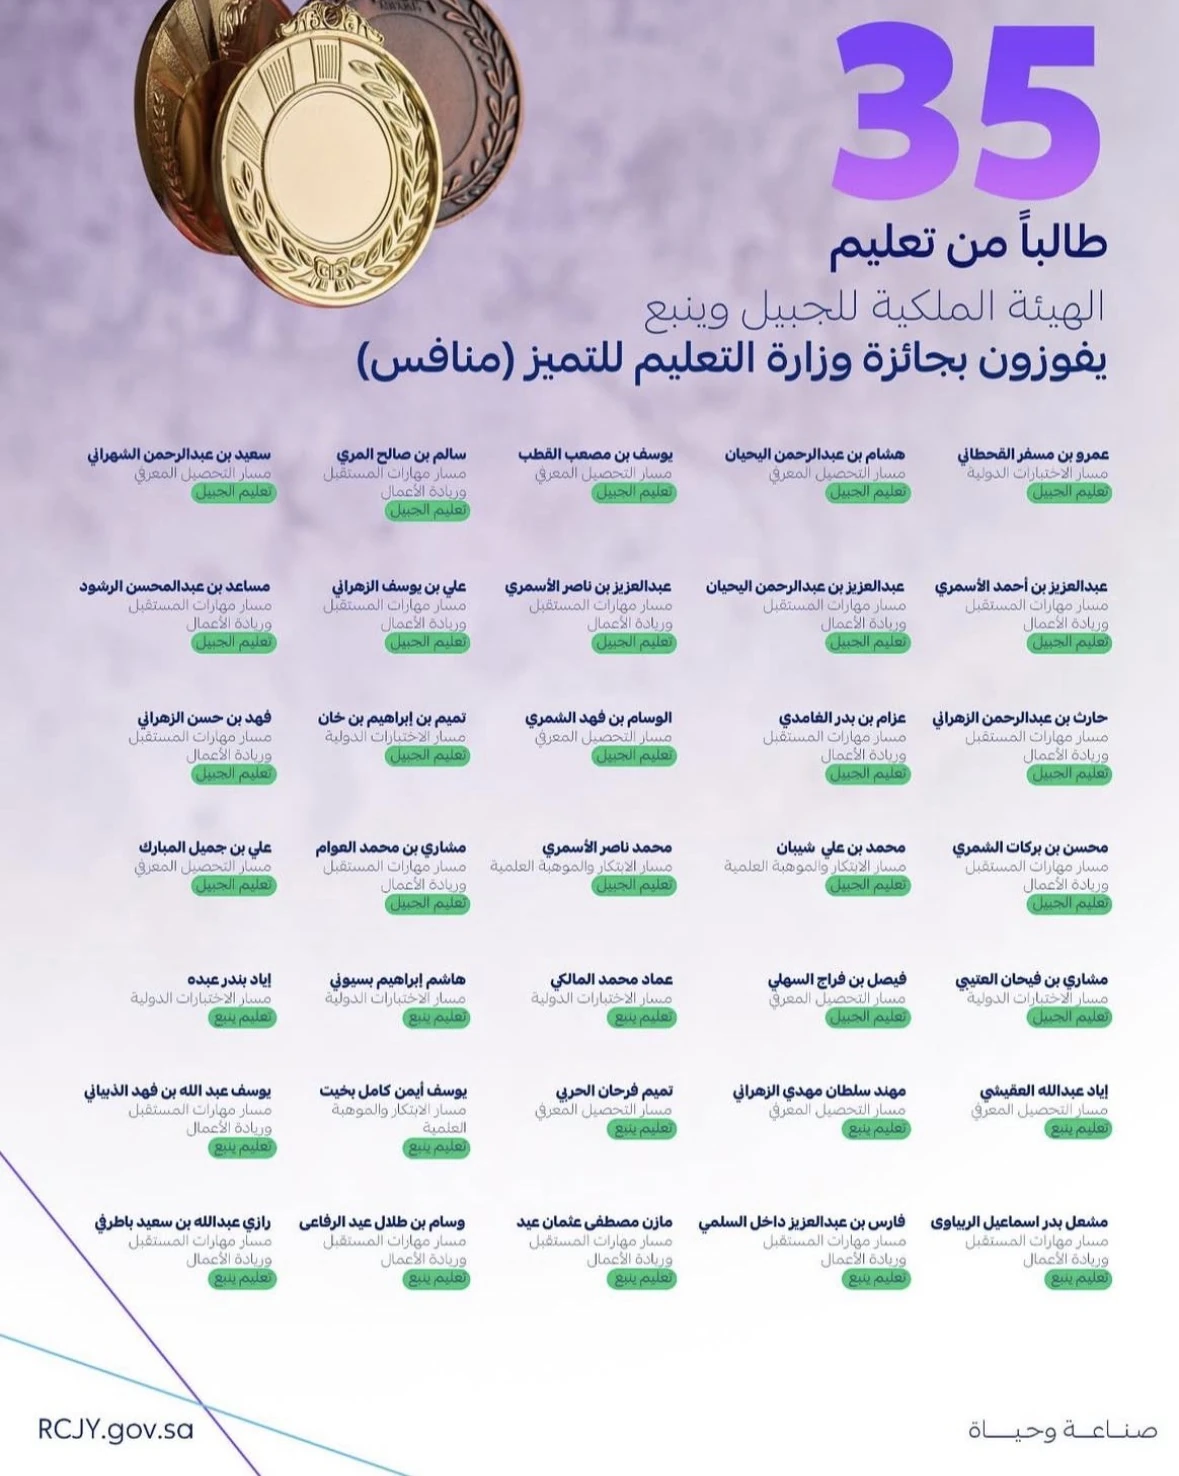 35
طالباً من تعليم
الهيئة الملكية للجبيل وينبع
يفوزون بجائزة وزارة التعليم للتميز (منافس)
عمرو بن مسفر القحطاني
مسار الاختبارات الدولية
تعليم الجبيل
هشام بن عبدالرحمن اليحيان
مسار التحصيل المعرفي
تعليم الجبيل
يوسف بن مصعب القطب
مسار التحصيل المعرفي
تعليم الجبيل
سالم بن صالح المري
مسار مهارات المستقبل
وريادة الأعمال
تعليم الجبيل
سعيد بن عبدالرحمن الشهراني
مسار التحصيل المعرفي
تعليم الجبيل
عبدالعزيز بن أحمد الأسمري
مسار مهارات المستقبل
وريادة الأعمال
تعليم الجبيل
عبدالعزيز بن عبدالرحمن اليحيان
مسار مهارات المستقبل
وريادة الأعمال
تعليم الجبيل
عبدالعزيز بن ناصر الأسمري
مسار مهارات المستقبل
وريادة الأعمال
تعليم الجبيل
علي بن يوسف الزهراني
مسار مهارات المستقبل
وريادة الأعمال
تعليم الجبيل
مساعد بن عبدالمحسن الرشود
مسار مهارات المستقبل
وريادة الأعمال
تعليم الجبيل
حارث بن عبدالرحمن الزهراني
مسار مهارات المستقبل
وريادة الأعمال
تعليم الجبيل
عزام بن بدر الغامدي
مسار مهارات المستقبل
وريادة الأعمال
تعليم الجبيل
الوسام بن فهد الشمري
مسار التحصيل المعرفي
تعليم الجبيل
تميم بن إبراهيم بن خان
مسار الاختبارات الدولية
تعليم الجبيل
فهد بن حسن الزهراني
مسار مهارات المستقبل
وريادة الأعمال
تعليم الجبيل
محسن بن بركات الشمري
مسار مهارات المستقبل
وريادة الأعمال
تعليم الجبيل
محمد بن علي شيبان
مسار الابتكار والموهبة العلمية
تعليم الجبيل
محمد ناصر الأسمري
مسار الابتكار والموهبة العلمية
تعليم الجبيل
مشاري بن محمد العوام
مسار مهارات المستقبل
وريادة الأعمال
تعليم الجبيل
علي بن جميل المبارك
مسار التحصيل المعرفي
تعليم الجبيل
مشاري بن فيحان العتيبي
مسار الاختبارات الدولية
تعليم الجبيل
فيصل بن فراج السهلي
مسار التحصيل المعرفي
تعليم الجبيل
عماد محمد المالكي
مسار الاختبارات الدولية
تعليم ينبع
هاشم إبراهيم بسيوني
مسار الاختبارات الدولية
تعليم ينبع
إياد بندر عبده
مسار الاختبارات الدولية
تعليم ينبع
إياد عبدالله العقيشي
مسار التحصيل المعرفي
تعليم ينبع
مهند سلطان مهدي الزهراني
مسار التحصيل المعرفي
تعليم ينبع
تميم فرحان الحربي
مسار التحصيل المعرفي
تعليم ينبع
يوسف أيمن كامل بخيت
مسار الابتكار والموهبة
العلمية
تعليم ينبع
يوسف عبد الله بن فهد الذبياني
مسار مهارات المستقبل
وريادة الأعمال
تعليم ينبع
مشعل بدر اسماعيل الريباوى
مسار مهارات المستقبل
وريادة الأعمال
تعليم ينبع
فارس بن عبدالعزيز داخل السلمي
مسار مهارات المستقبل
وريادة الأعمال
تعليم ينبع
مازن مصطفى عثمان عيد
مسار مهارات المستقبل
وريادة الأعمال
تعليم ينبع
وسام بن طلال عيد الرفاعى
مسار مهارات المستقبل
وريادة الأعمال
تعليم ينبع
رازي عبدالله بن سعيد باطرفي
مسار مهارات المستقبل
وريادة الأعمال
تعليم ينبع
صناعة وحياة
RCJY.gov.sa